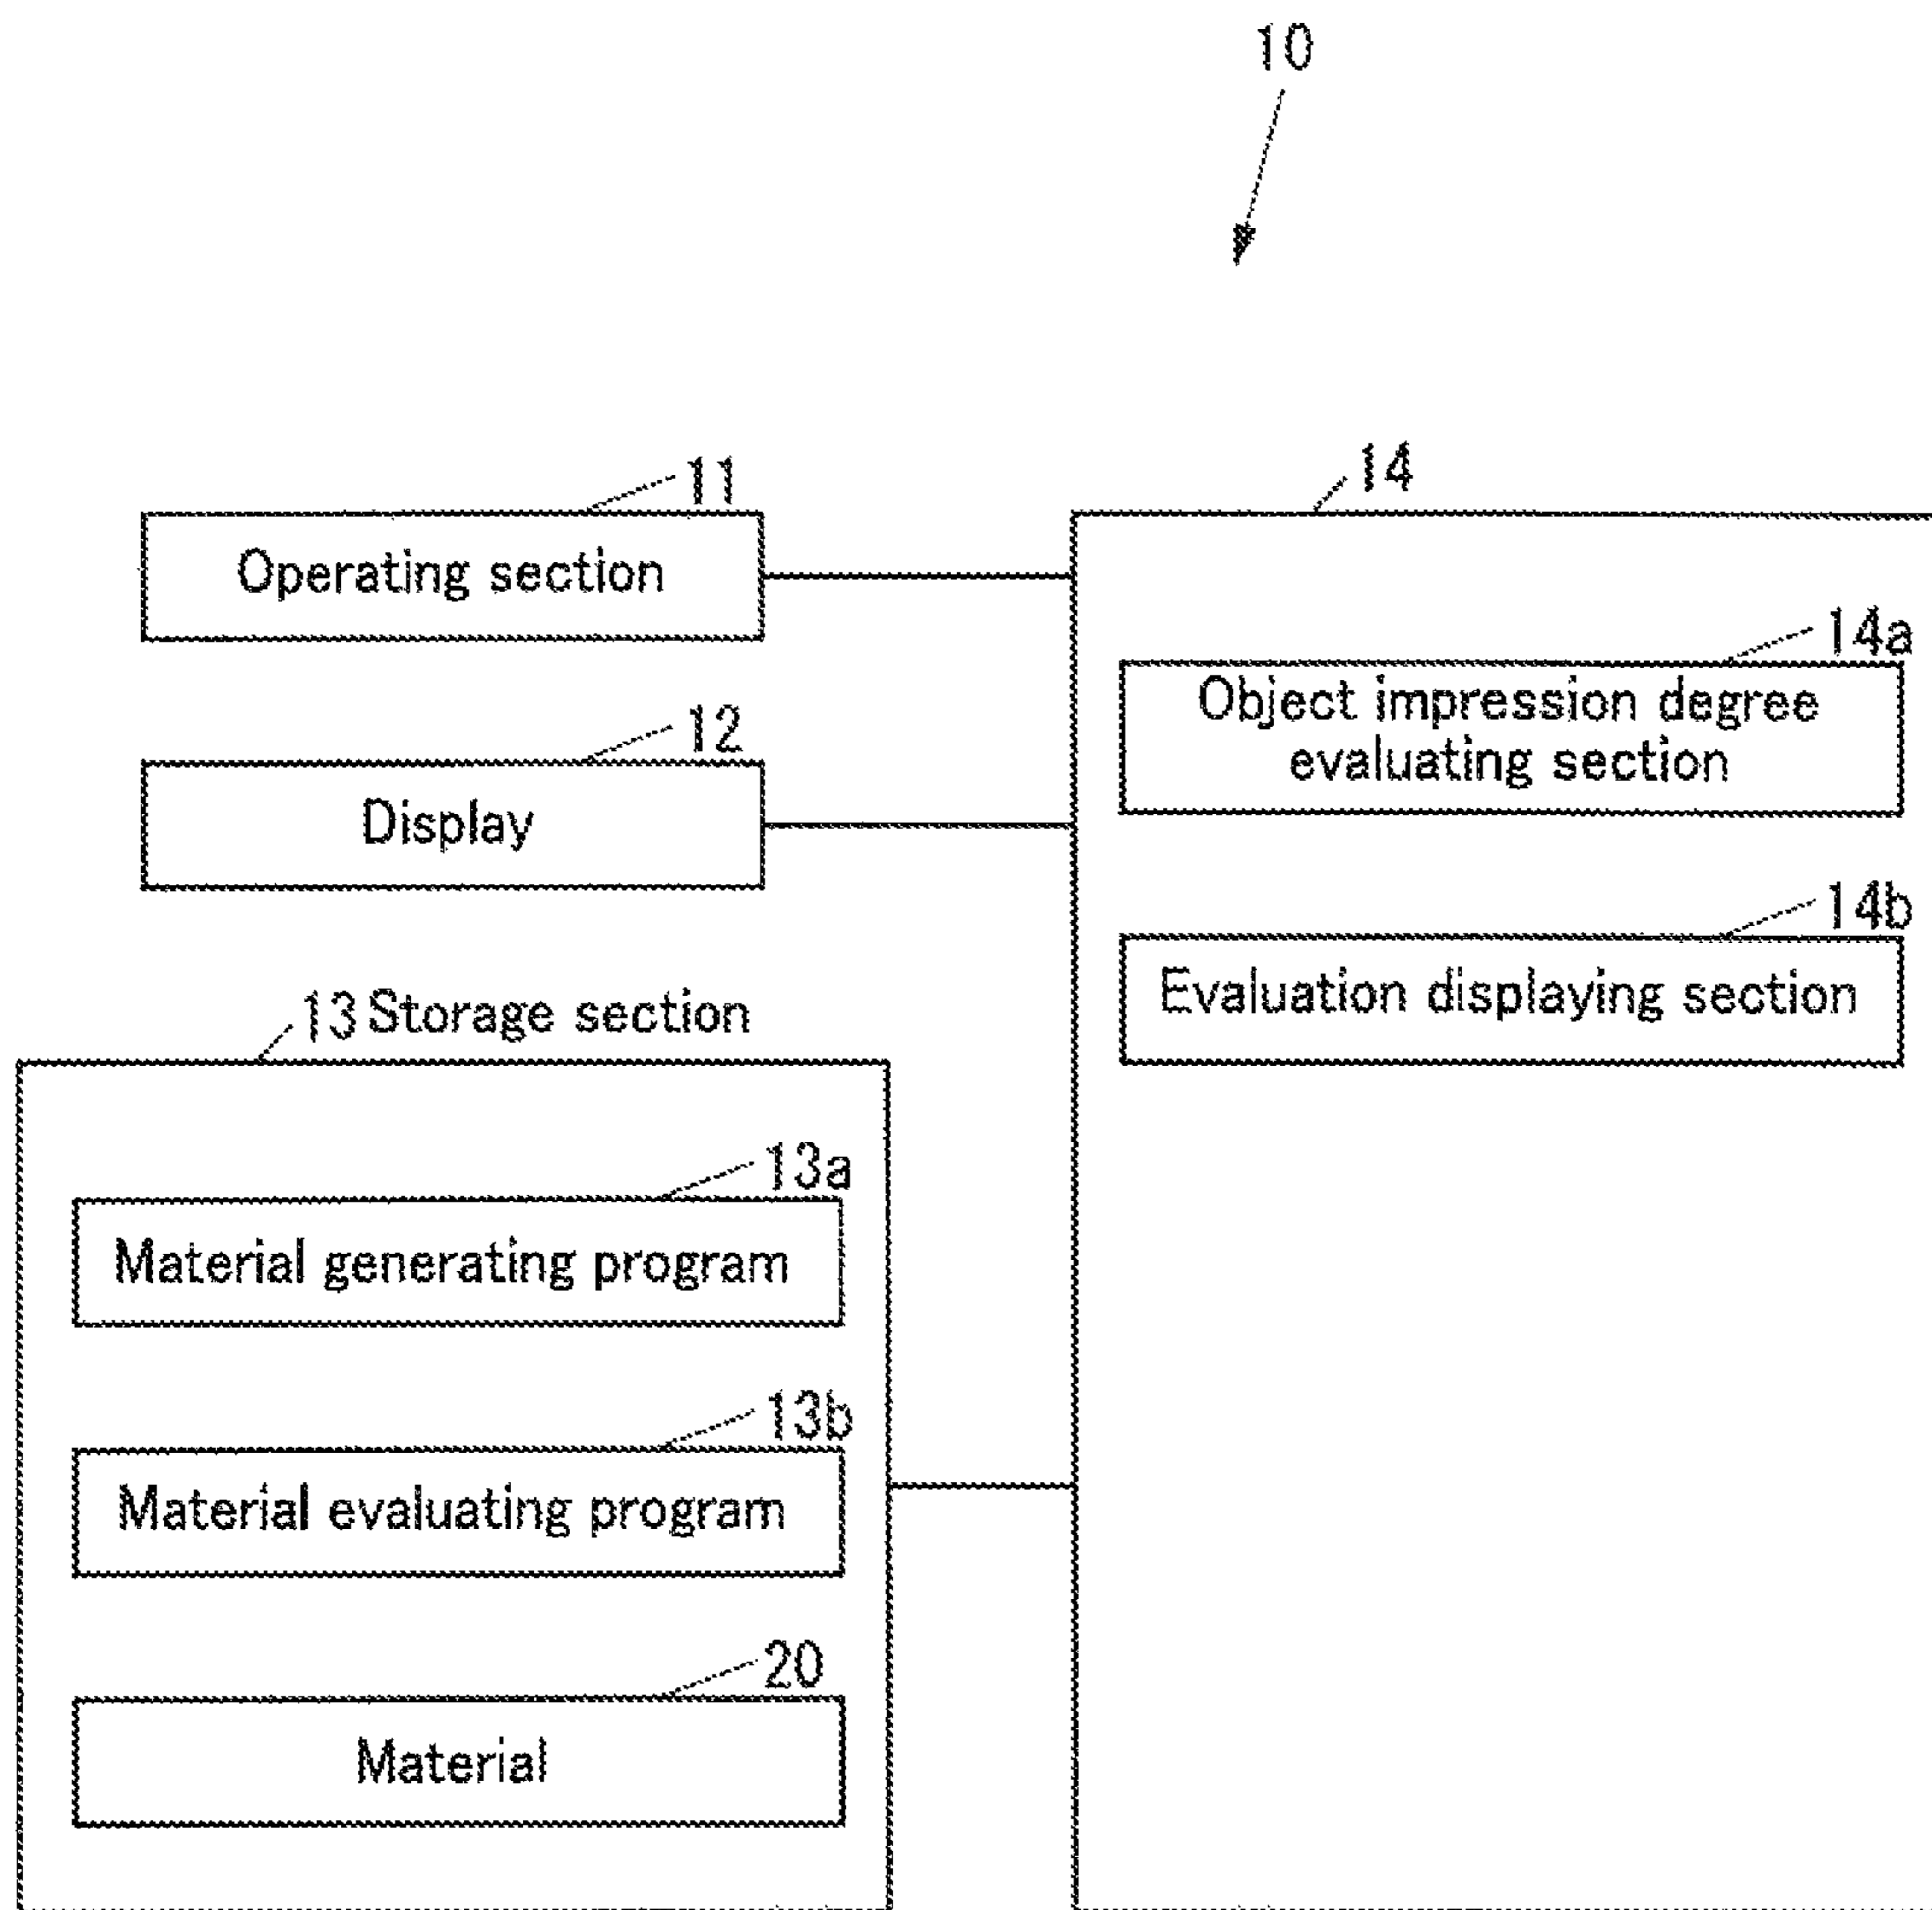 10
11
Operating section
12
Display
13 Storage section
13a
Material generating program
13b
Material evaluating program
20
Material
14
14a
Object impression degree
evaluating section
14b
Evaluation displaying section